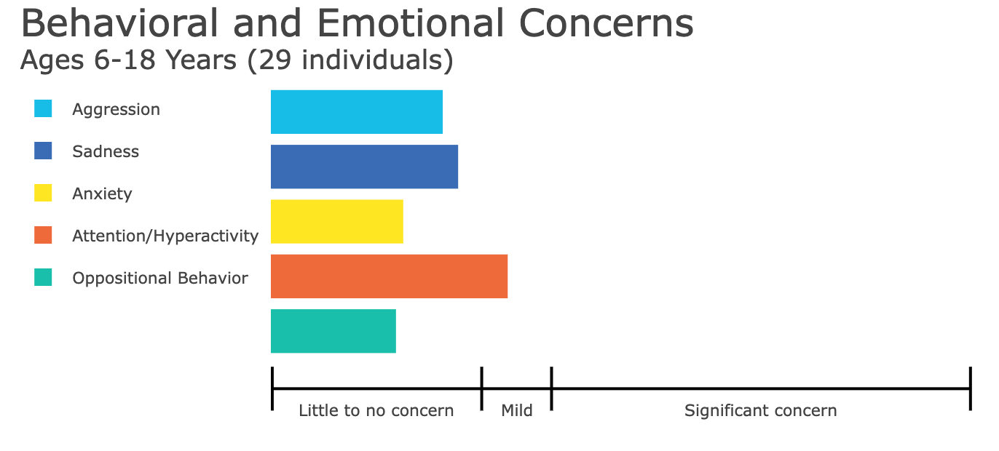 Behavioral and Emotional Concerns
Ages 6-18 Years (29 individuals)
Aggression
Sadness
Anxiety
Attention/Hyperactivity
Oppositional Behavior
Little to no concern
Mild
Significant concern